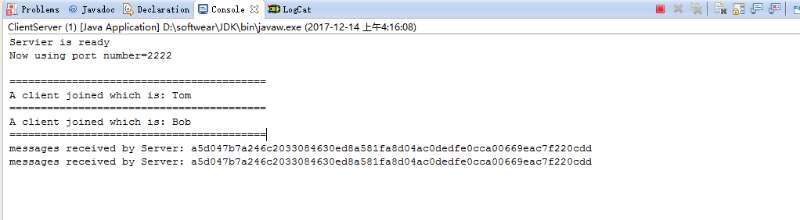 Problems @ Javadoc Declaration Console LogCat
ClientServer (1) [Java Application] D:\softwear\JDK\bin\javaw.exe (2017-12-14 上午4:16:08)
Servier is ready
Now using port number=2222
=======================================
A client joined which is: Tom
=======================================
A client joined which is: Bob
=======================================
messages received by Server: a5d047b7a246c2033084630ed8a581fa8d04ac0dedfe0cca00669eac7f220cdd
messages received by Server: a5d047b7a246c2033084630ed8a581fa8d04ac0dedfe0cca00669eac7f220cdd